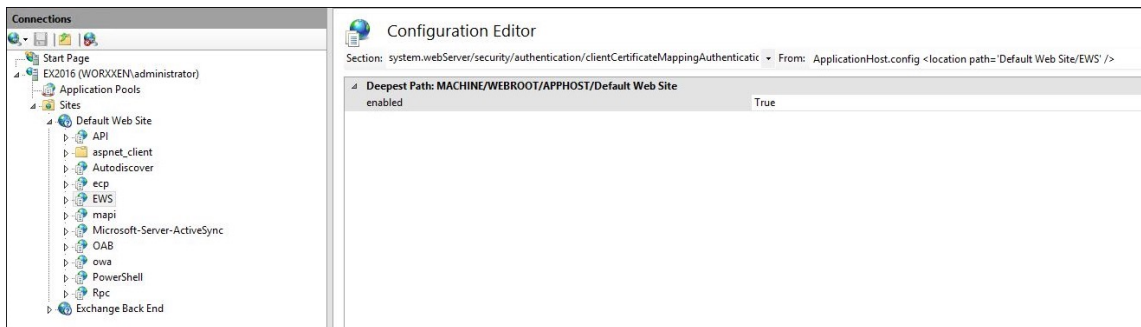 Connections
Start Page
EX2016 (WORXXEN\administrator)
Application Pools
Sites
Default Web Site
API
aspnet_client
Autodiscover
ecp
EWS
mapi
Microsoft-Server-ActiveSync
OAB
owa
PowerShell
Rpc
Exchange Back End
Configuration Editor
Section: system.webServer/security/authentication/clientCertificateMappingAuthenticatic From: ApplicationHost.config <location path='Default Web Site/EWS' />
Deepest Path: MACHINE/WEBROOT/APPHOST/Default Web Site
enabled True